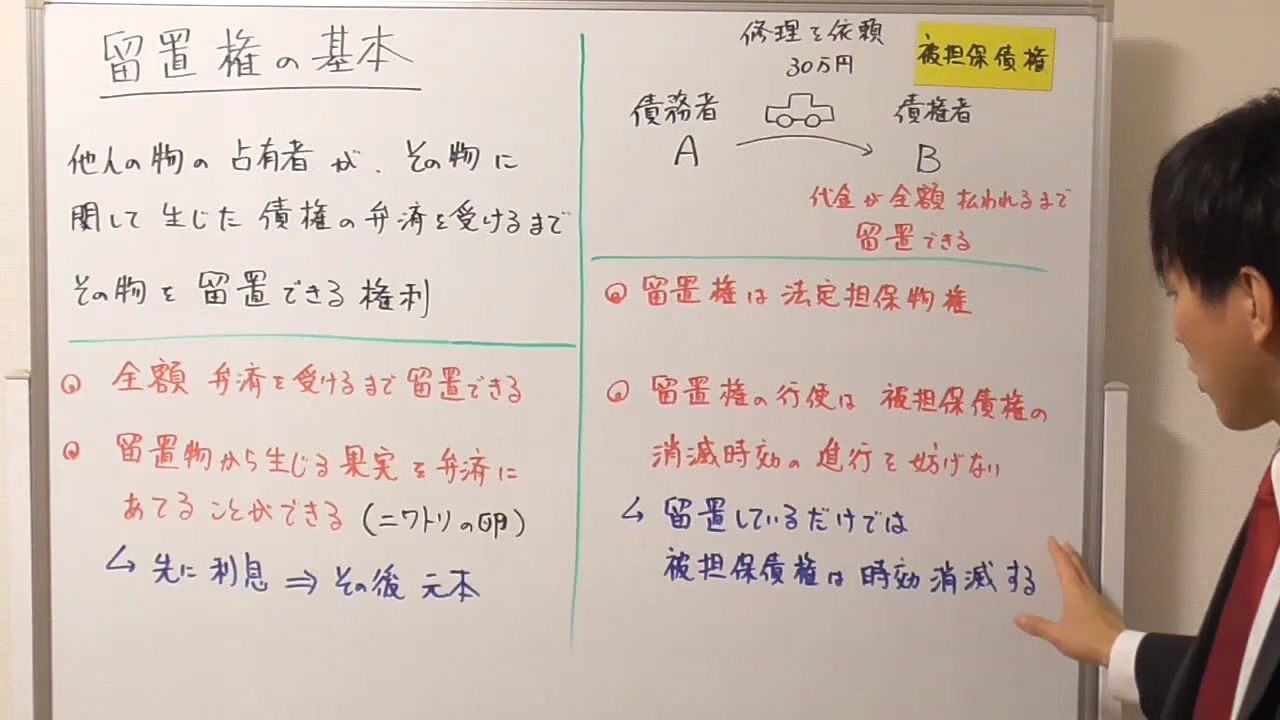 留置権の基本
他人の物の占有者が、その物に
関して生じた債権の弁済を受けるまで
その物を留置できる権利
全額弁済を受けるまで留置できる
留置物から生じる果実を弁済に
あてることができる(ニワトリの卵)
↳ 先に利息 ⇒ その後元本
修理を依頼
30万円
被担保債権
債務者
A
債権者
B
代金が全額払われるまで
留置できる
留置権は法定担保物権
留置権の行使は被担保債権の
消滅時効の進行を妨げない
↳ 留置しているだけでは
被担保債権は時効消滅する